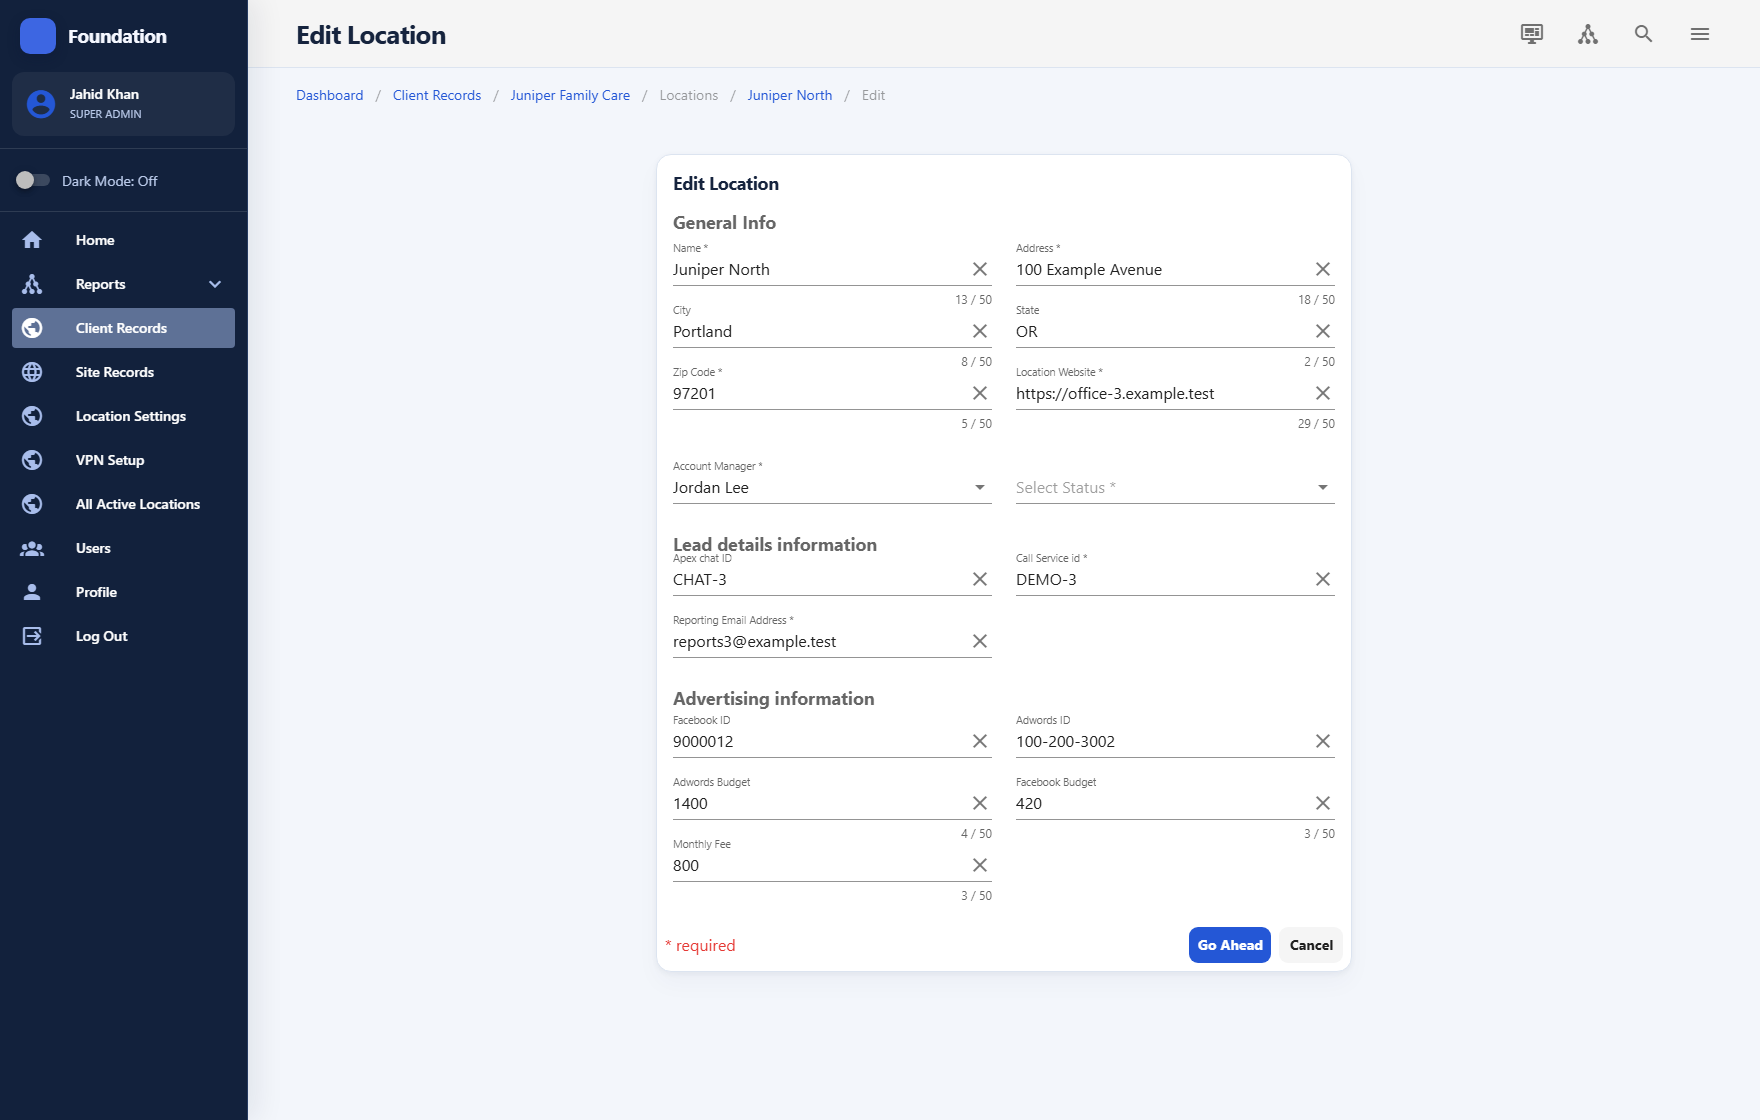 Foundation
Jahid Khan
SUPER ADMIN
Dark Mode: Off
Home
Reports
Client Records
Site Records
Location Settings
VPN Setup
All Active Locations
Users
Profile
Log Out
Edit Location
Dashboard / Client Records / Juniper Family Care / Locations / Juniper North / Edit
Edit Location
General Info
Name *
Juniper North
13 / 50
Address *
100 Example Avenue
18 / 50
City
Portland
8 / 50
State
OR
2 / 50
Zip Code *
97201
5 / 50
Location Website *
https://office-3.example.test
29 / 50
Account Manager *
Jordan Lee
Select Status *
Lead details information
Apex chat ID
CHAT-3
Call Service id *
DEMO-3
Reporting Email Address *
reports3@example.test
Advertising information
Facebook ID
9000012
Adwords ID
100-200-3002
Adwords Budget
1400
4 / 50
Facebook Budget
420
3 / 50
Monthly Fee
800
3 / 50
* required
Go Ahead
Cancel